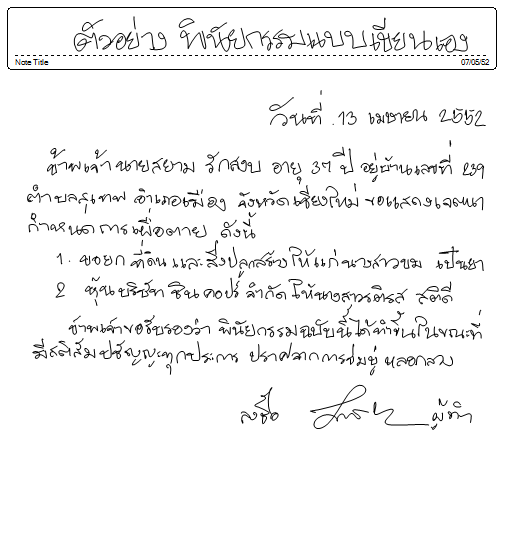 ตัวอย่าง พินัยกรรมแบบเขียนเอง
Note Title
07/05/52
วันที่ 13 เมษายน 2552
ข้าพเจ้า นายสยาม รักสงบ อายุ 37 ปี อยู่บ้านเลขที่ 239
ตำบลสุเทพ อำเภอเมือง จังหวัดเชียงใหม่ ขอแสดงเจตนา
กำหนดการเผื่อตาย ดังนี้
1. ขอยก ที่ดิน และสิ่งปลูกสร้างให้แก่นางสาวขม เป็นยา
2 หุ้นบริษัท ชินคอปร์ จำกัด ให้นางสาว สติดี
ข้าพเจ้าขอรับรองว่า พินัยกรรมฉบับนี้ได้ทำขึ้นในขณะที่
มีสติสัมปชัญญะทุกประการ ปราศจากการข่มขู่ หลอกลวง
ลงชื่อ ผู้ทำ